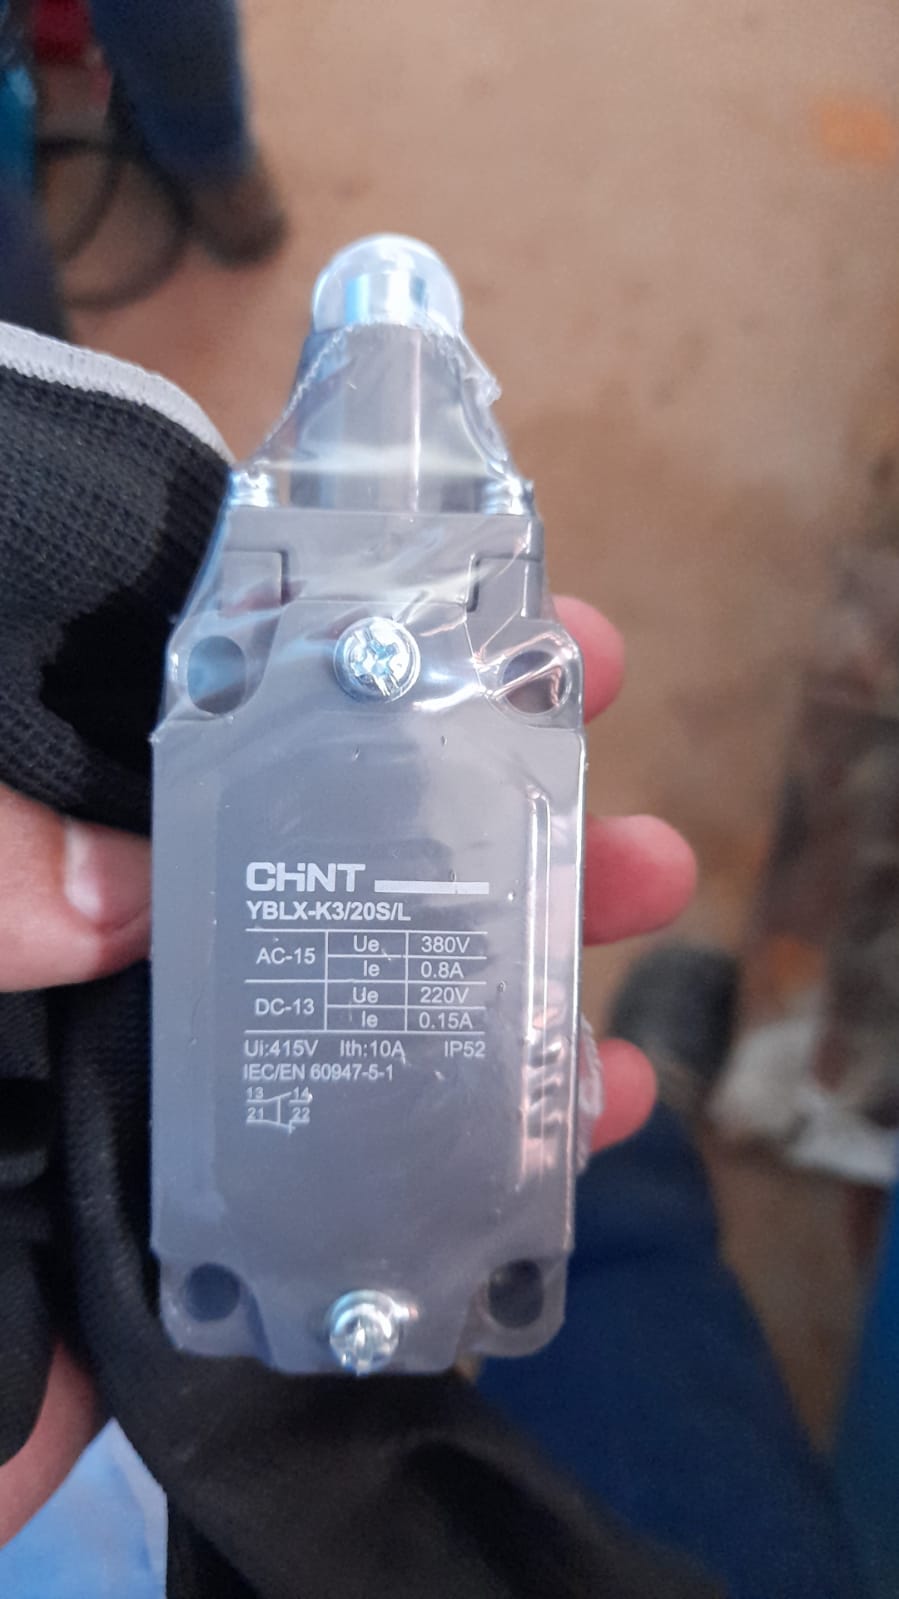 CHNT
YBLX-K3/20S/L
AC-15 Ue 380V
Ie 0.8A
DC-13 Ue 220V
Ie 0.15A
Ui:415V Ith:10A IP52
IEC/EN 60947-5-1
13 14
21 22